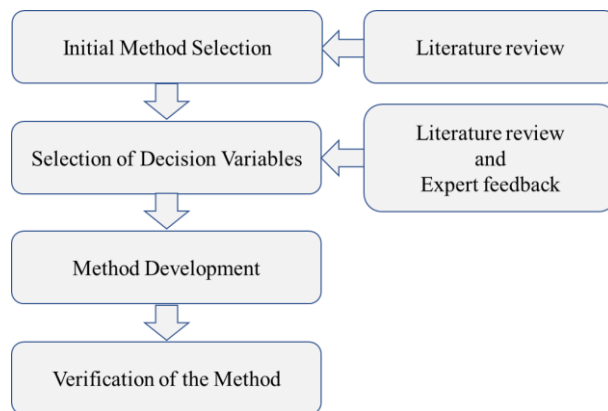 Initial Method Selection
Literature review
Selection of Decision Variables
Literature review
and
Expert feedback
Method Development
Verification of the Method